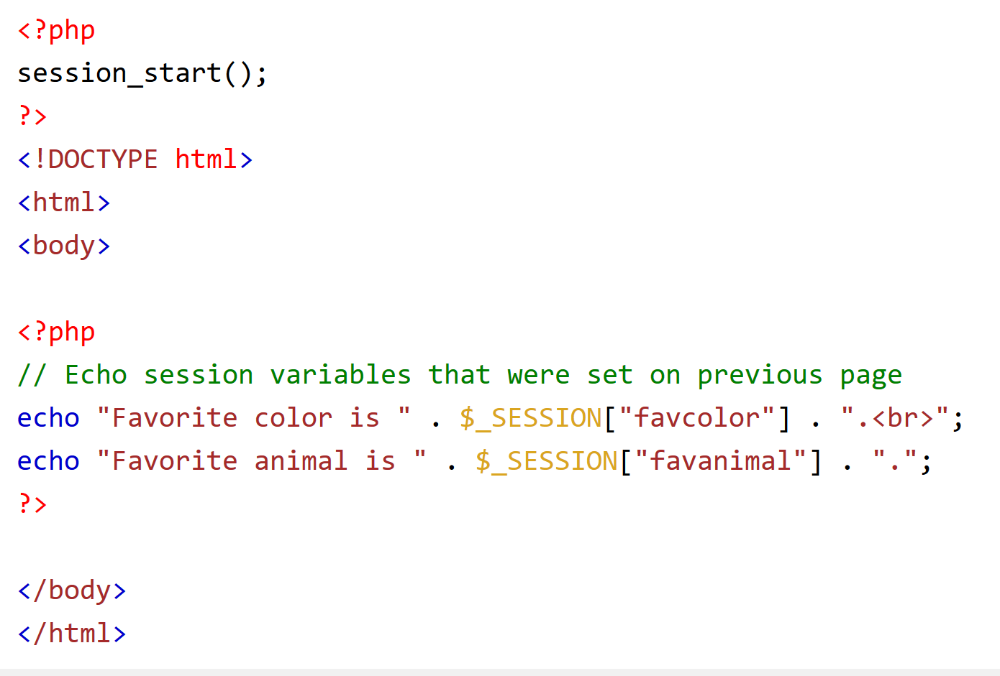 <?php
session_start();
?>
<!DOCTYPE html>
<html>
<body>
<?php
// Echo session variables that were set on previous page
echo "Favorite color is " . $_SESSION["favcolor"] . ".<br>";
echo "Favorite animal is " . $_SESSION["favanimal"] . ".";
?>
</body>
</html>